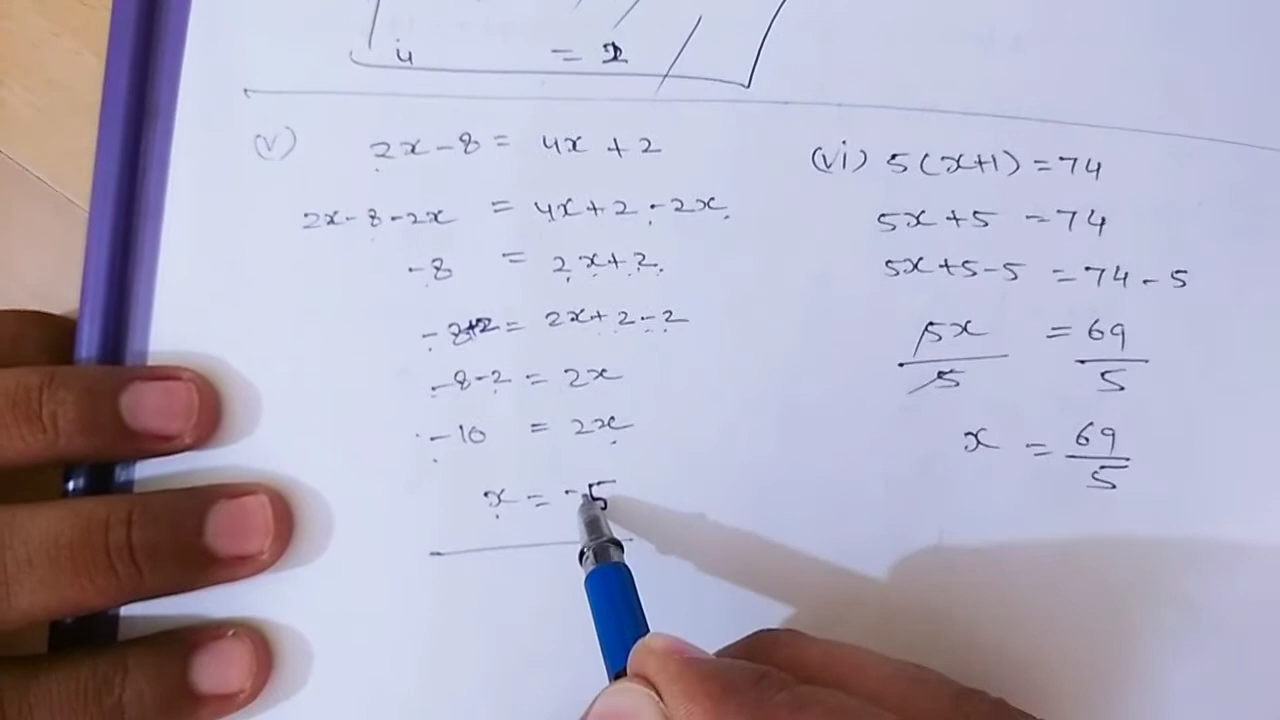 ii = 2
(v) 2x-8 = 4x+2
2x-8-2x = 4x+2-2x
-8 = 2x+2
-8+2 = 2x+2-2
-8-2 = 2x
-10 = 2x
x = -5
(vi) 5(x+1) = 74
5x+5 = 74
5x+5-5 = 74-5
5x = 69
5 5
x = 69
5